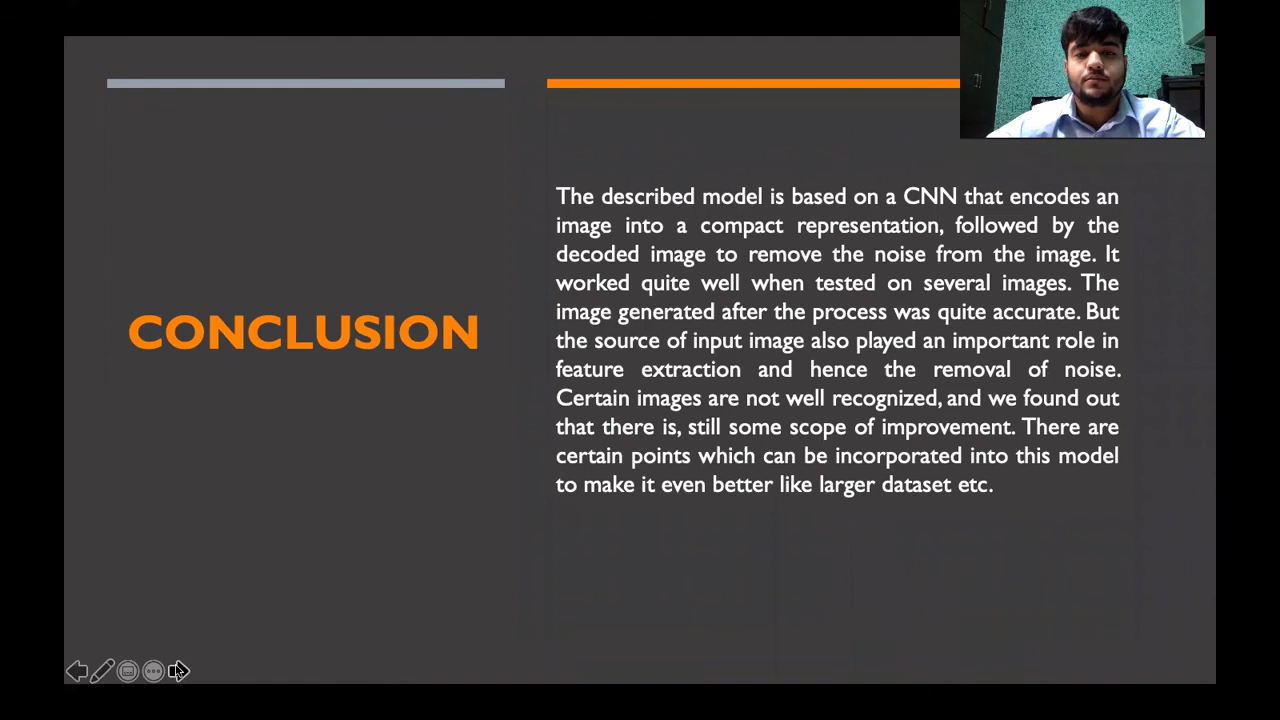 CONCLUSION
The described model is based on a CNN that encodes an
image into a compact representation, followed by the
decoded image to remove the noise from the image. It
worked quite well when tested on several images. The
image generated after the process was quite accurate. But
the source of input image also played an important role in
feature extraction and hence the removal of noise.
Certain images are not well recognized, and we found out
that there is, still some scope of improvement. There are
certain points which can be incorporated into this model
to make it even better like larger dataset etc.